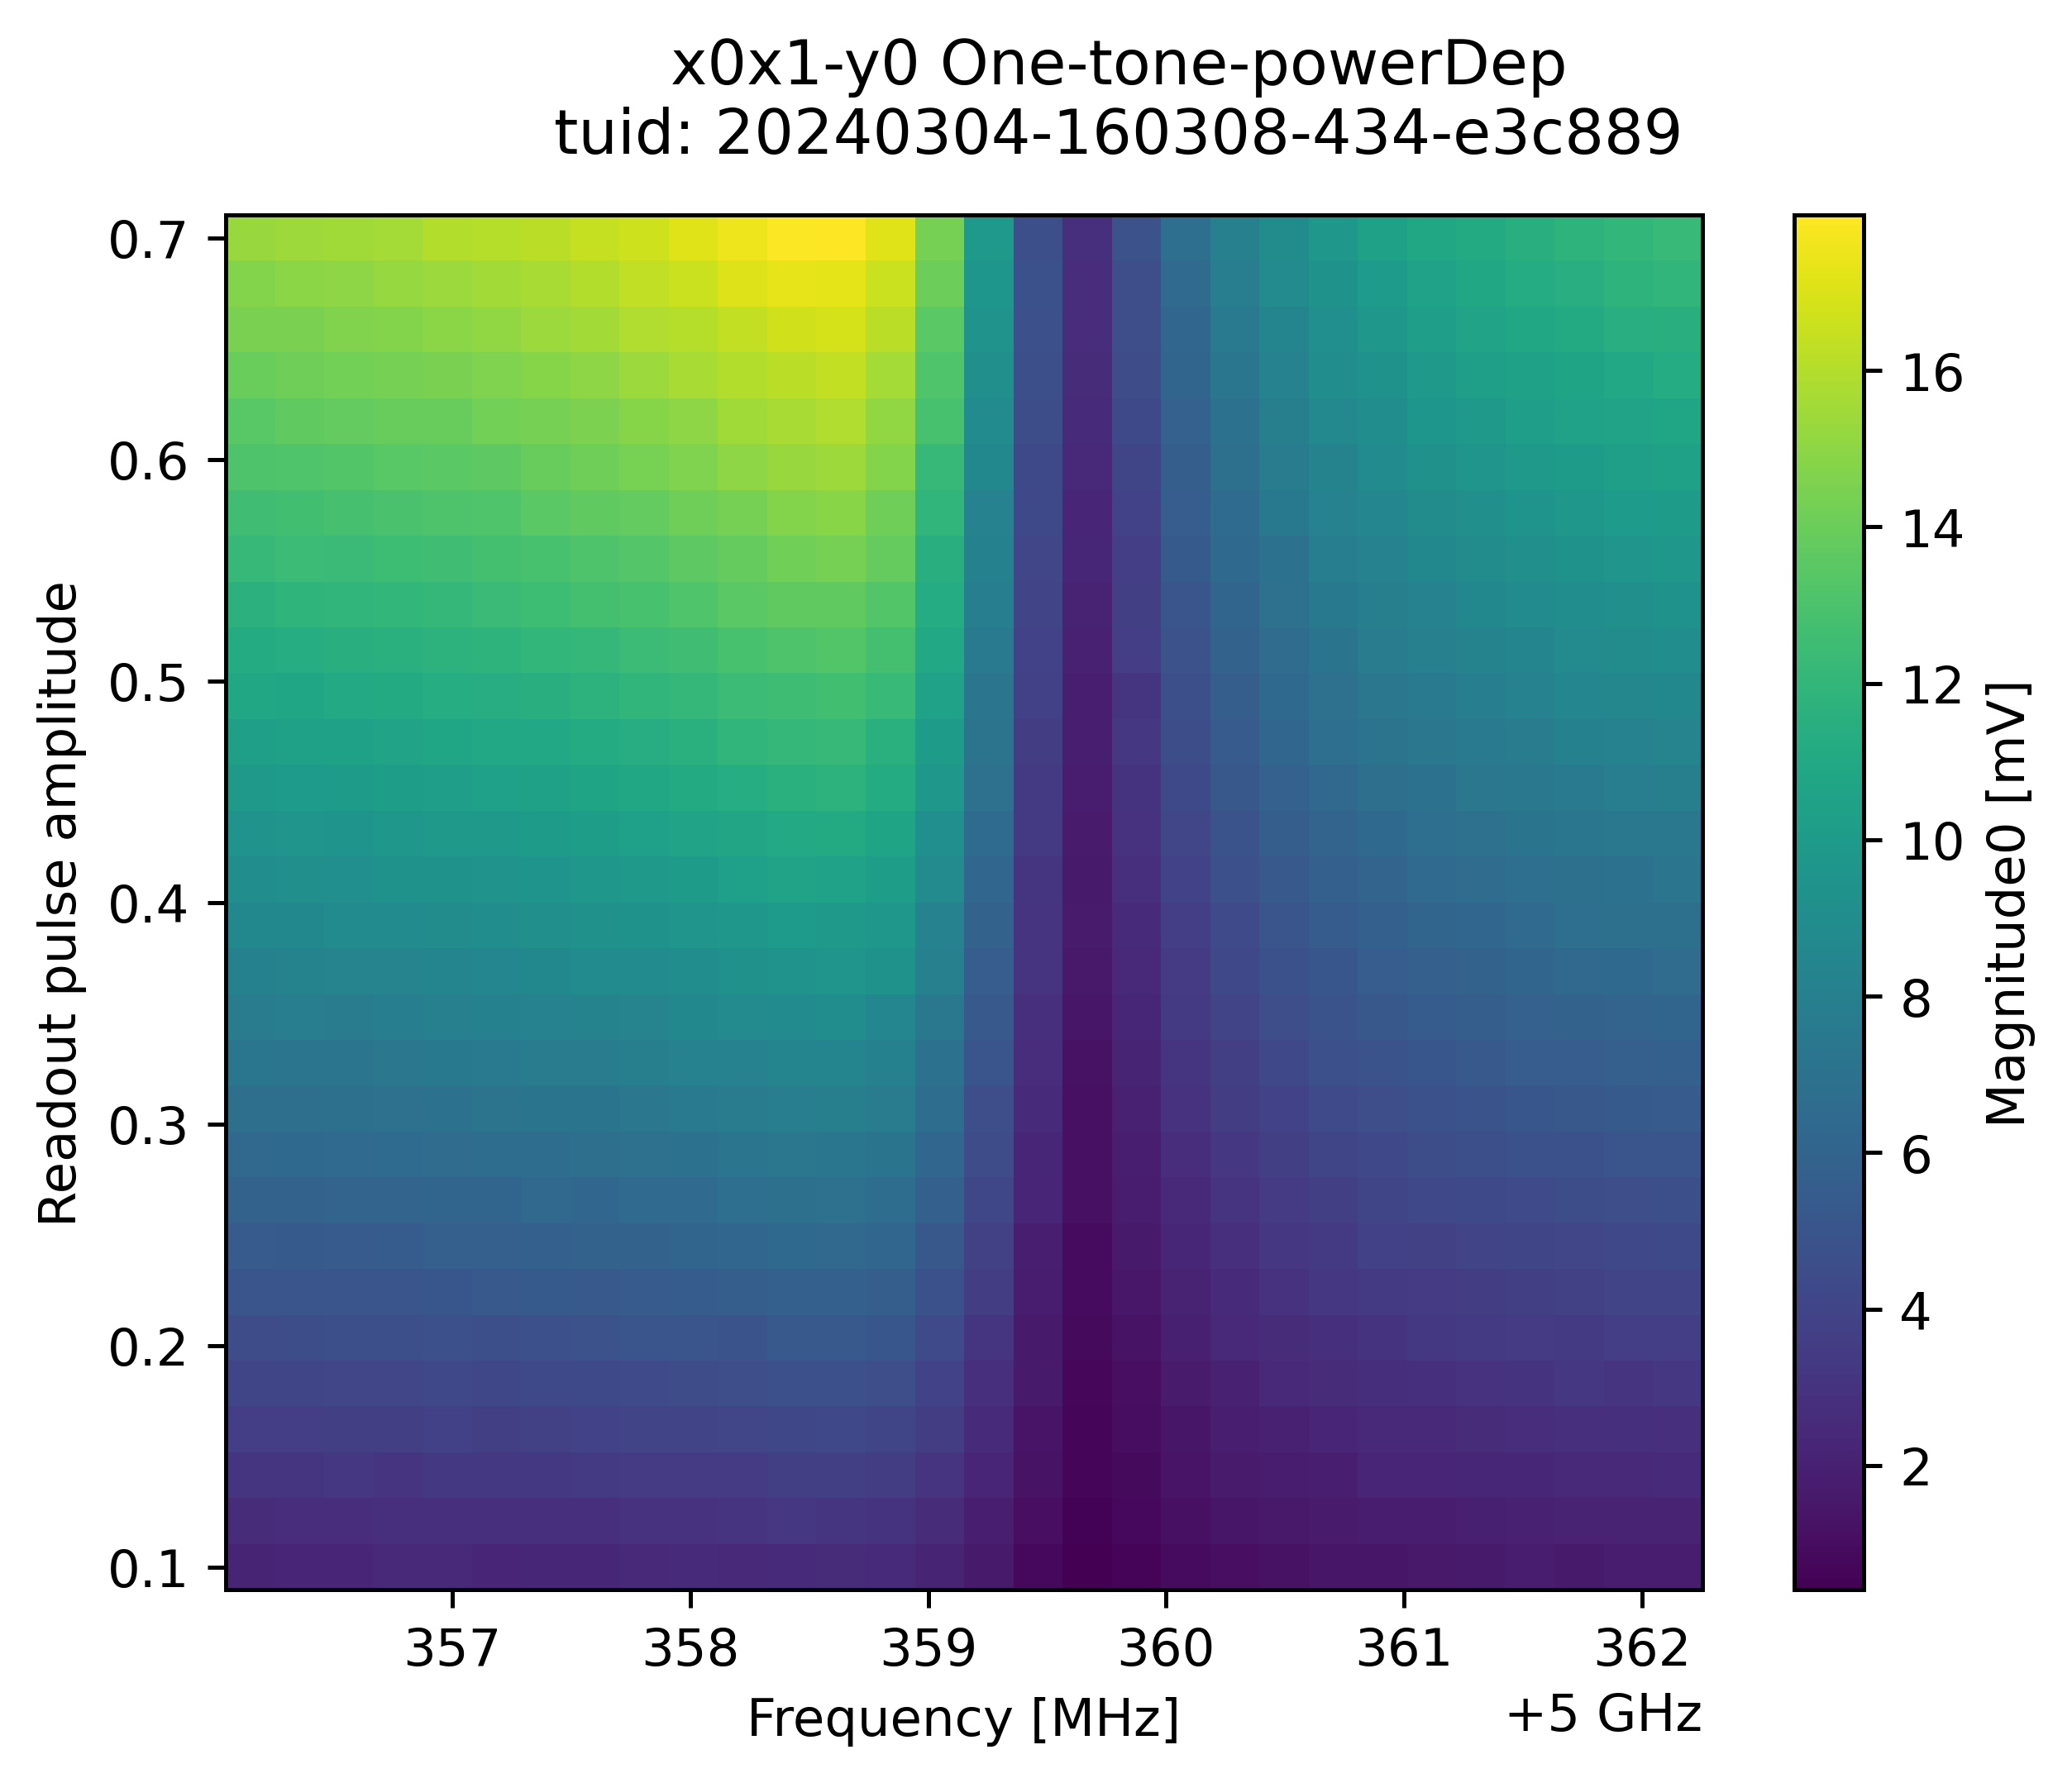 x0x1-y0 One-tone-powerDep
tuid: 20240304-160308-434-e3c889
Readout pulse amplitude
0.7
0.6
0.5
0.4
0.3
0.2
0.1
357 358 359 360 361 362
Frequency [MHz]
+5 GHz
16
14
12
10
8
6
4
2
Magnitude0 [mV]